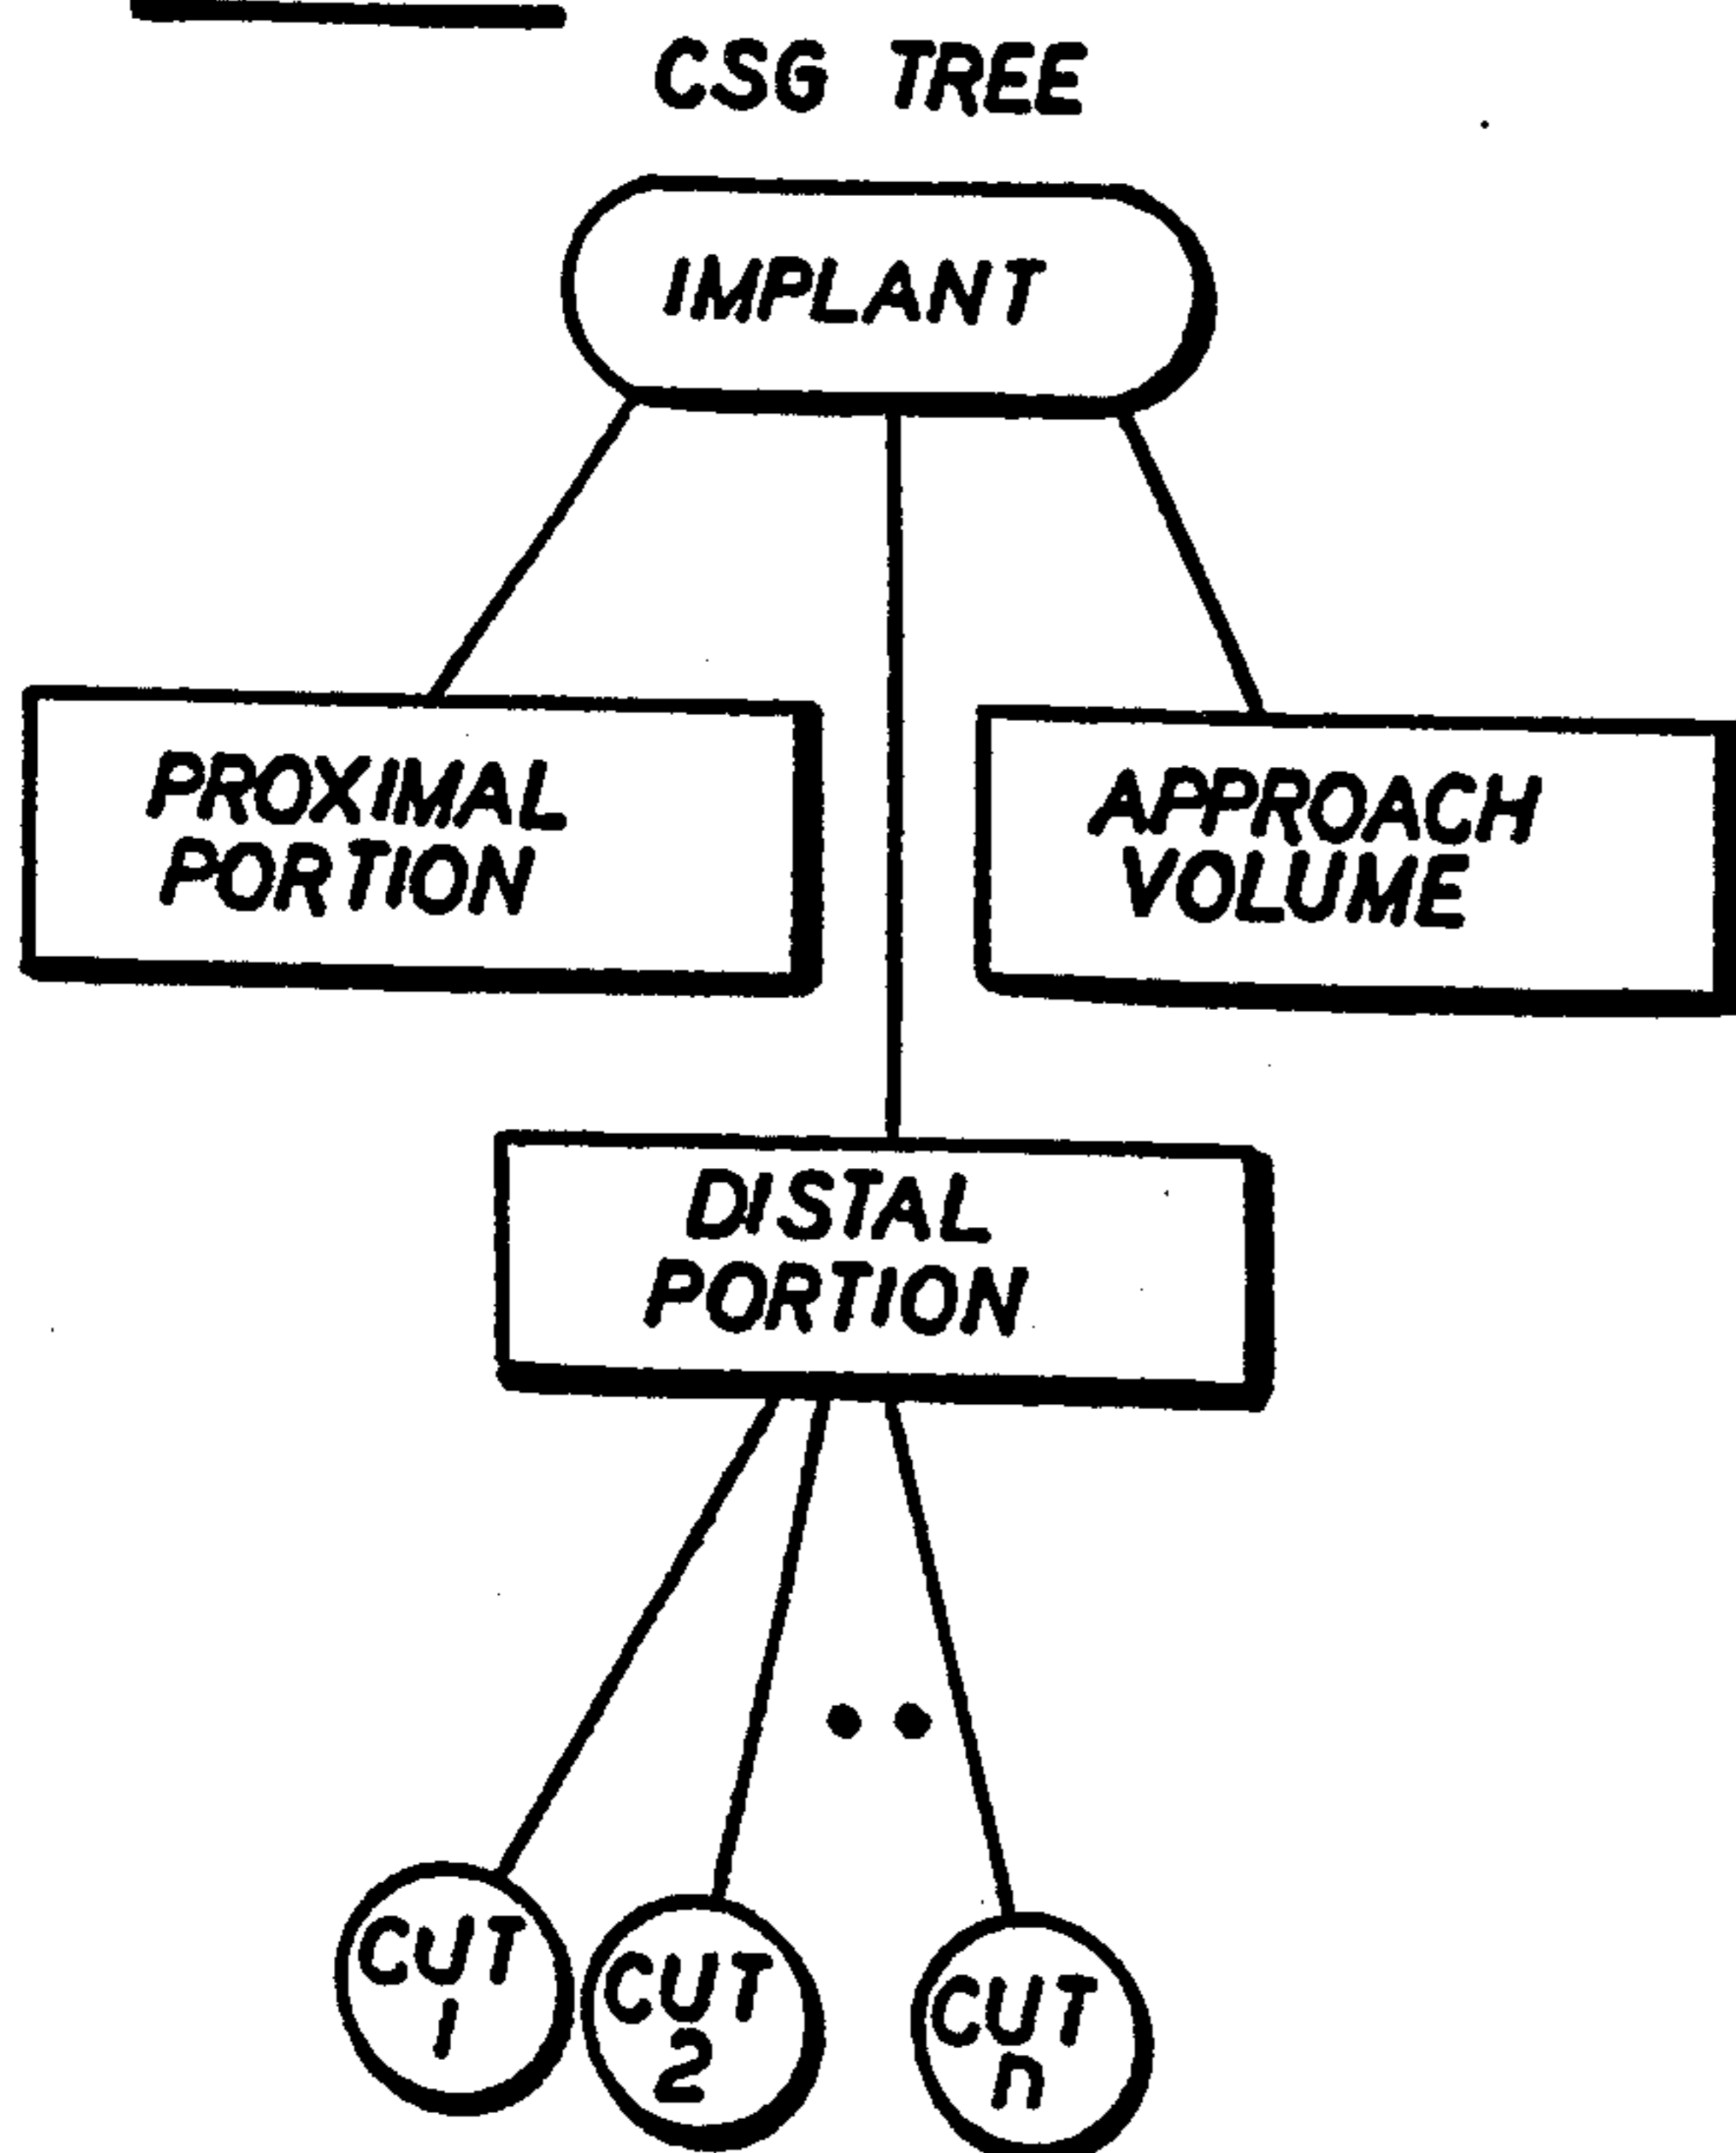 CSG TREE
IMPLANT
PROXIMAL
PORTION
APPROACH
VOLUME
DISTAL
PORTION
CUT
1
CUT
2
CUT
n